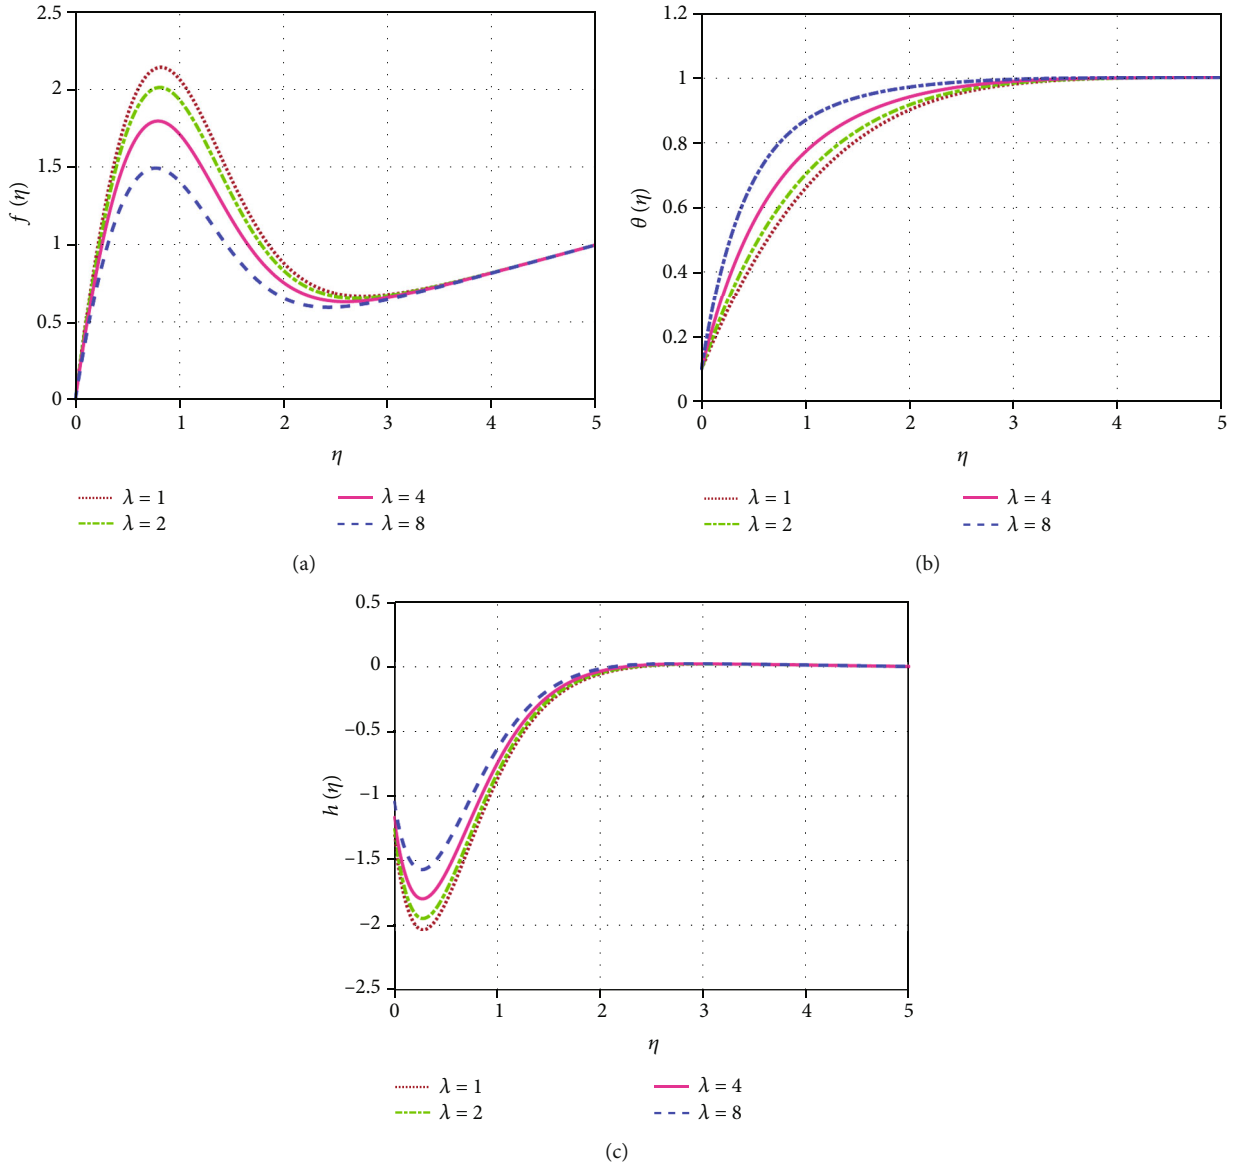 2.5
2
1.5
1
0.5
0
f (η)
0 1 2 3 4 5
η
λ = 1
λ = 4
λ = 2
λ = 8
(a)
1.2
1
0.8
0.6
0.4
0.2
0
θ (η)
0 1 2 3 4 5
η
λ = 1
λ = 4
λ = 2
λ = 8
(b)
0.5
0
–0.5
–1
–1.5
–2
–2.5
h (η)
0 1 2 3 4 5
η
λ = 1
λ = 4
λ = 2
λ = 8
(c)